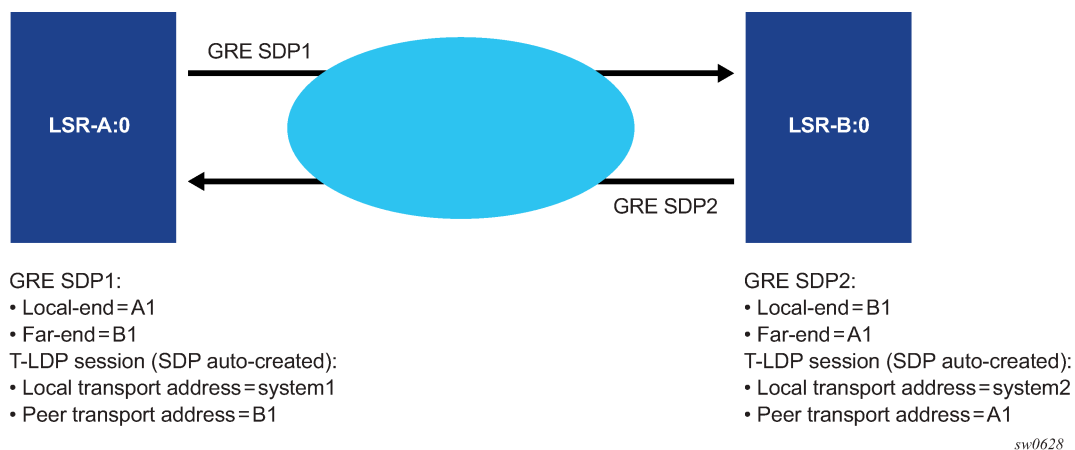 GRE SDP1
LSR-A:0
LSR-B:0
GRE SDP2
GRE SDP1:
• Local-end=A1
• Far-end=B1
T-LDP session (SDP auto-created):
• Local transport address=system1
• Peer transport address=B1
GRE SDP2:
• Local-end=B1
• Far-end=A1
T-LDP session (SDP auto-created):
• Local transport address=system2
• Peer transport address=A1
sw0628